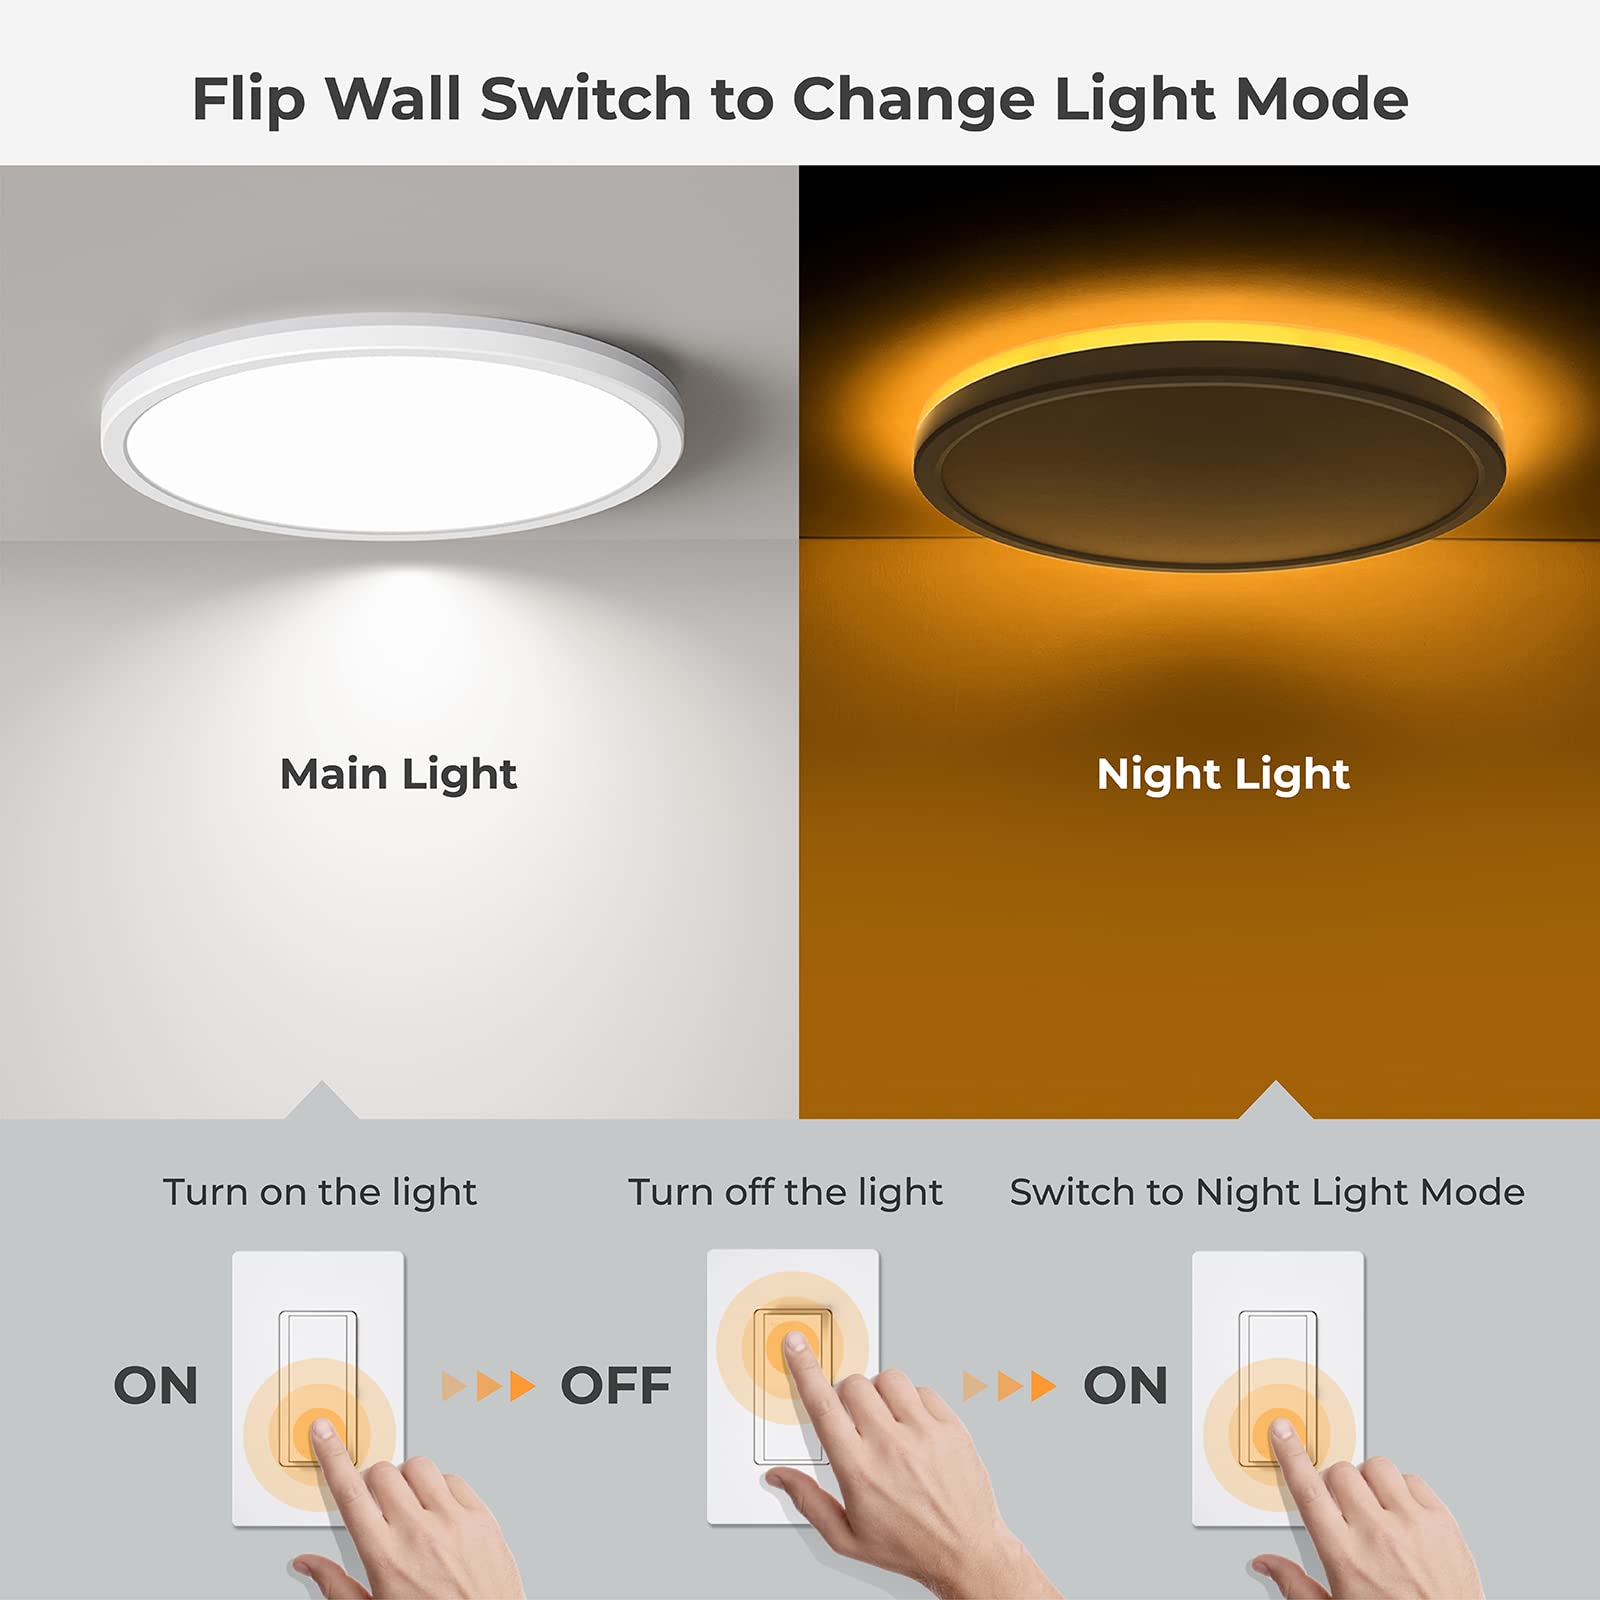 Flip Wall Switch to Change Light Mode
Main Light
Night Light
Turn on the light
Turn off the light
Switch to Night Light Mode
ON
OFF
ON